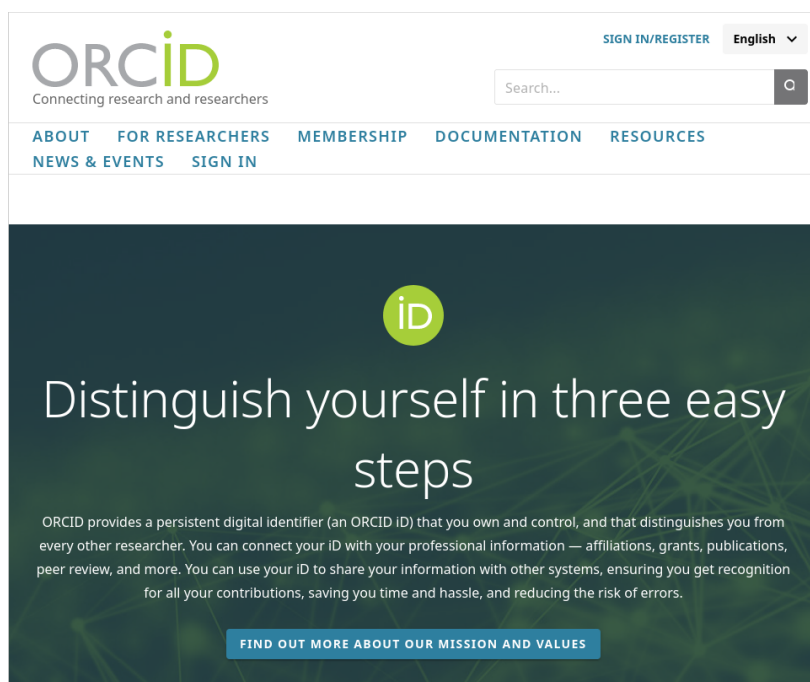 ORCID
Connecting research and researchers
SIGN IN/REGISTER
English
Search...
ABOUT FOR RESEARCHERS MEMBERSHIP DOCUMENTATION RESOURCES
NEWS & EVENTS SIGN IN
iD
Distinguish yourself in three easy
steps
ORCID provides a persistent digital identifier (an ORCID iD) that you own and control, and that distinguishes you from
every other researcher. You can connect your iD with your professional information — affiliations, grants, publications,
peer review, and more. You can use your iD to share your information with other systems, ensuring you get recognition
for all your contributions, saving you time and hassle, and reducing the risk of errors.
FIND OUT MORE ABOUT OUR MISSION AND VALUES